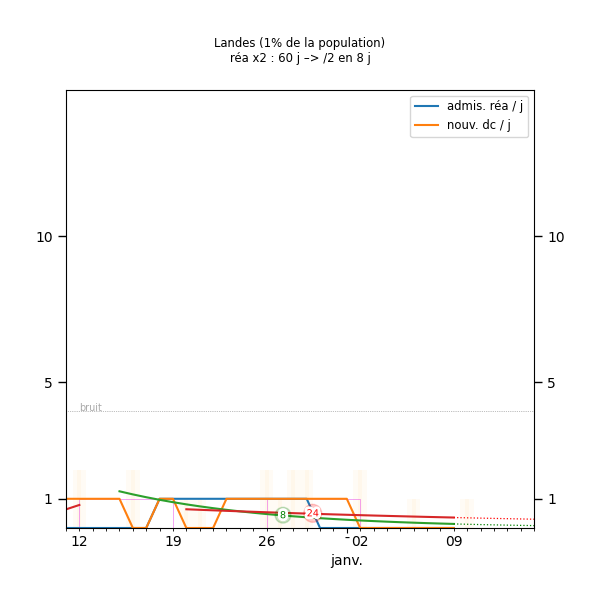 Landes (1% de la population)
réa x2 : 60 j –> /2 en 8 j
admis. réa / j
nouv. dc / j
10
10
5
5
bruit
1
1
8
24
12
19
26
02
09
janv.